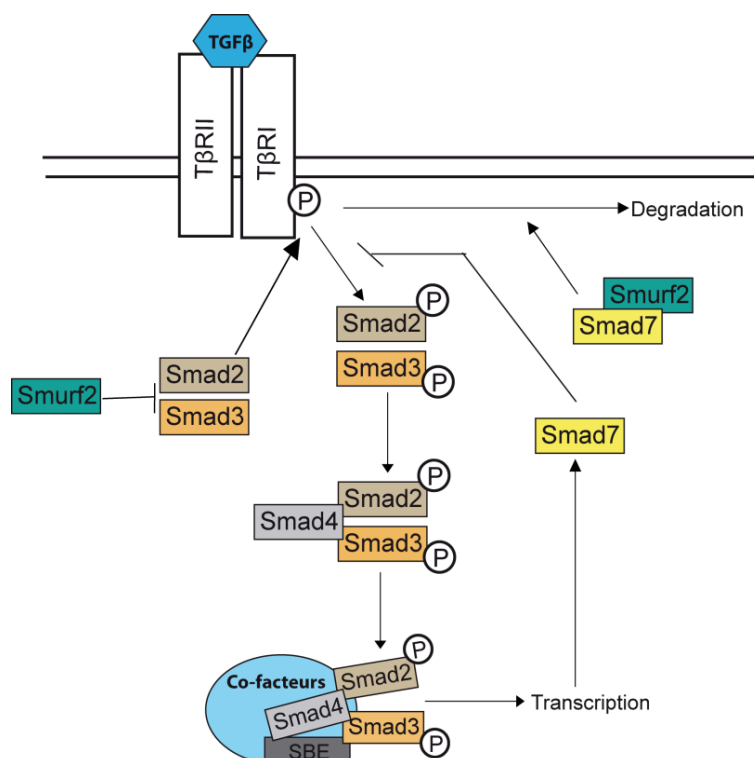 TGFβ
TβRII
TβRI
P
Degradation
Smurf2
Smad7
P
Smad2
Smad3
P
Smad2
Smad3
Smurf2
Smad7
P
Smad2
Smad4
Smad3
P
P
Co-facteurs
Smad2
Smad4
Smad3
P
SBE
Transcription